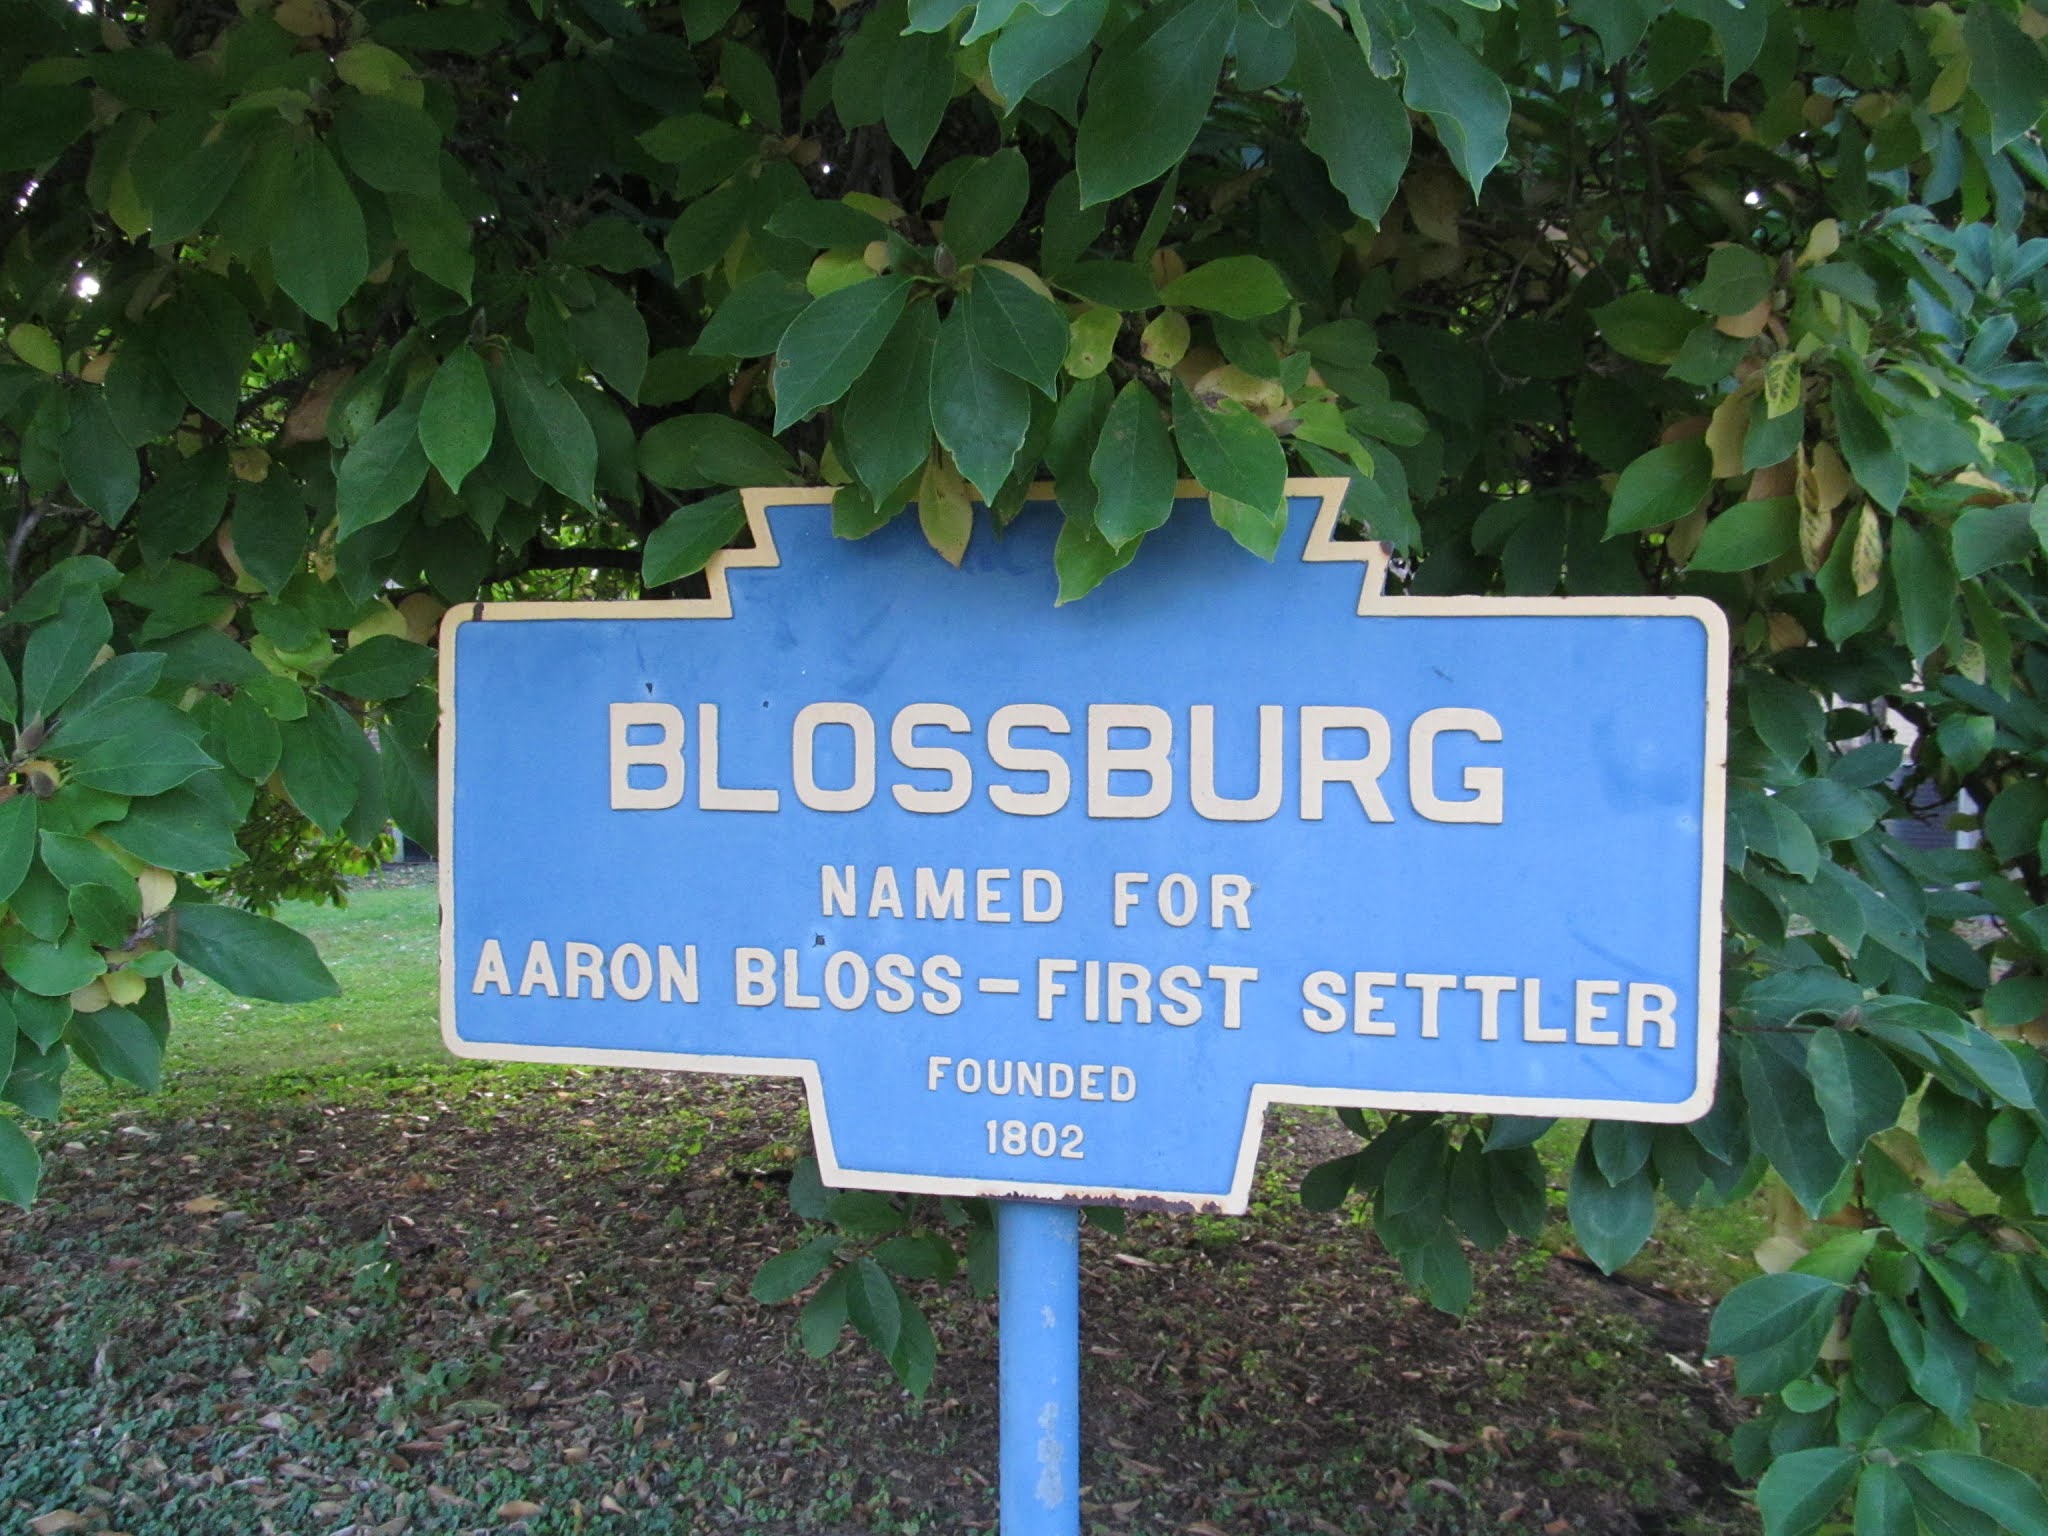 BLOSSBURG
NAMED FOR
AARON BLOSS-FIRST SETTLER
FOUNDED
1802